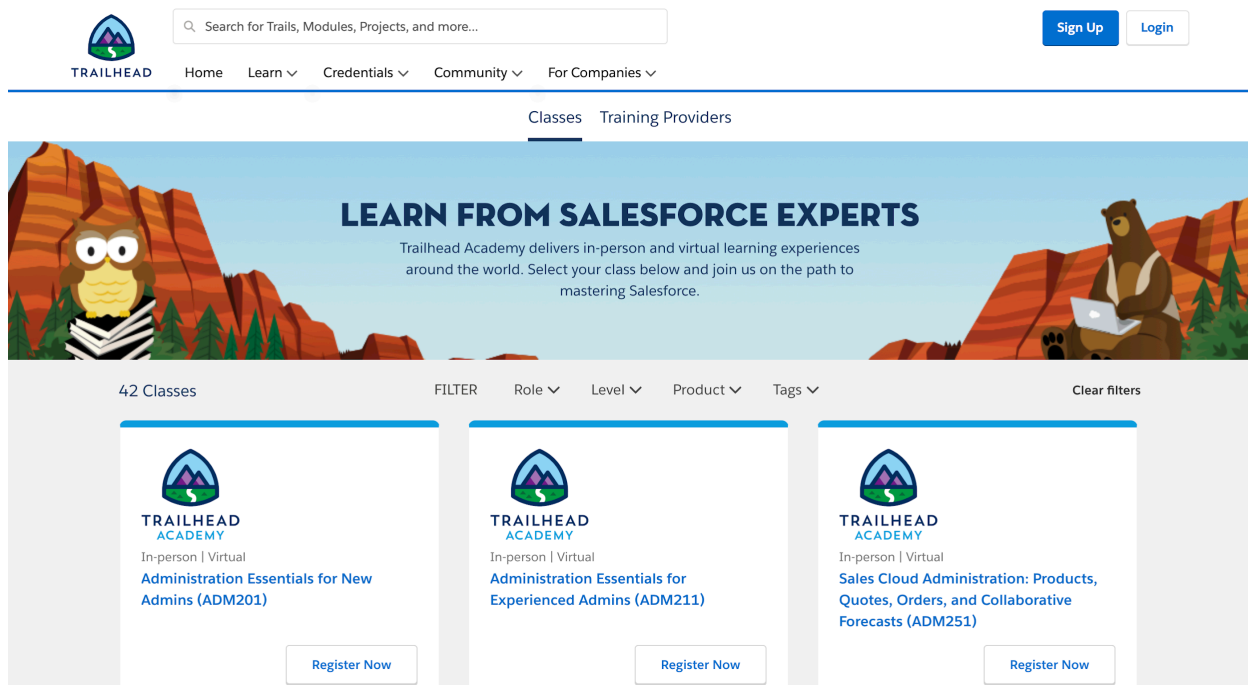 Search for Trails, Modules, Projects, and more...
Sign Up
Login
TRAILHEAD
Home
Learn
Credentials
Community
For Companies
Classes
Training Providers
LEARN FROM SALESFORCE EXPERTS
Trailhead Academy delivers in-person and virtual learning experiences
around the world. Select your class below and join us on the path to
mastering Salesforce.
42 Classes
FILTER
Role
Level
Product
Tags
Clear filters
TRAILHEAD
ACADEMY
In-person | Virtual
Administration Essentials for New
Admins (ADM201)
Register Now
TRAILHEAD
ACADEMY
In-person | Virtual
Administration Essentials for
Experienced Admins (ADM211)
Register Now
TRAILHEAD
ACADEMY
In-person | Virtual
Sales Cloud Administration: Products,
Quotes, Orders, and Collaborative
Forecasts (ADM251)
Register Now